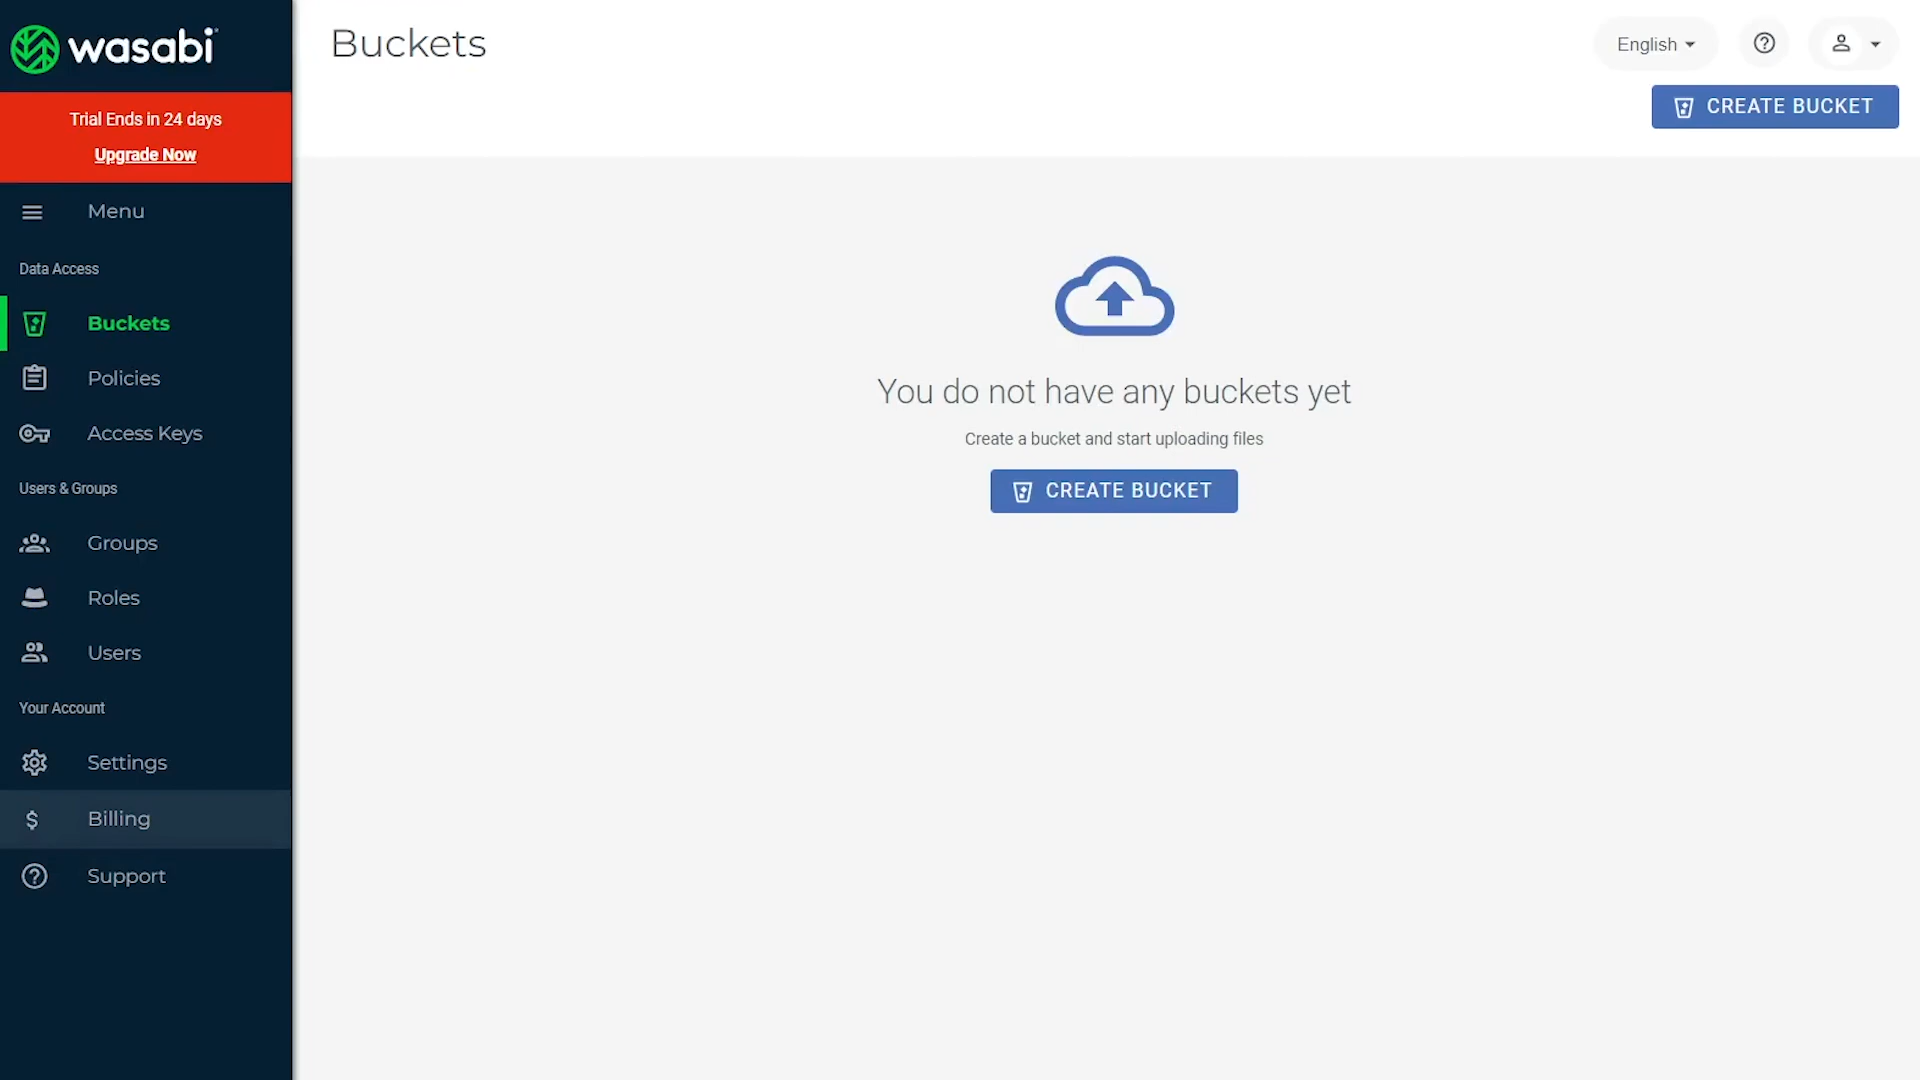 wasabi
Trial Ends in 24 days
Upgrade Now
Menu
Data Access
Buckets
Policies
Access Keys
Users & Groups
Groups
Roles
Users
Your Account
Settings
Billing
Support
Buckets
English
CREATE BUCKET
You do not have any buckets yet
Create a bucket and start uploading files
CREATE BUCKET